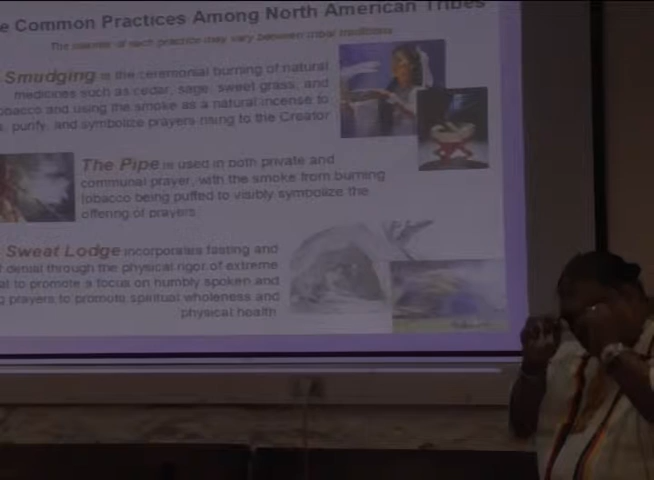 e Common Practices Among North American Tribes
The manner of each practice may vary between tribal traditions
Smudging is the ceremonial burning of natural
medicines such as cedar, sage, sweet grass, and
obacco and using the smoke as a natural incense to
, purify, and symbolize prayers rising to the Creator
The Pipe is used in both private and
communal prayer, with the smoke from burning
tobacco being puffed to visibly symbolize the
offering of prayers
Sweat Lodge incorporates fasting and
denial through the physical rigor of extreme
to promote a focus on humbly spoken and
prayers to promote spiritual wholeness and
physical health